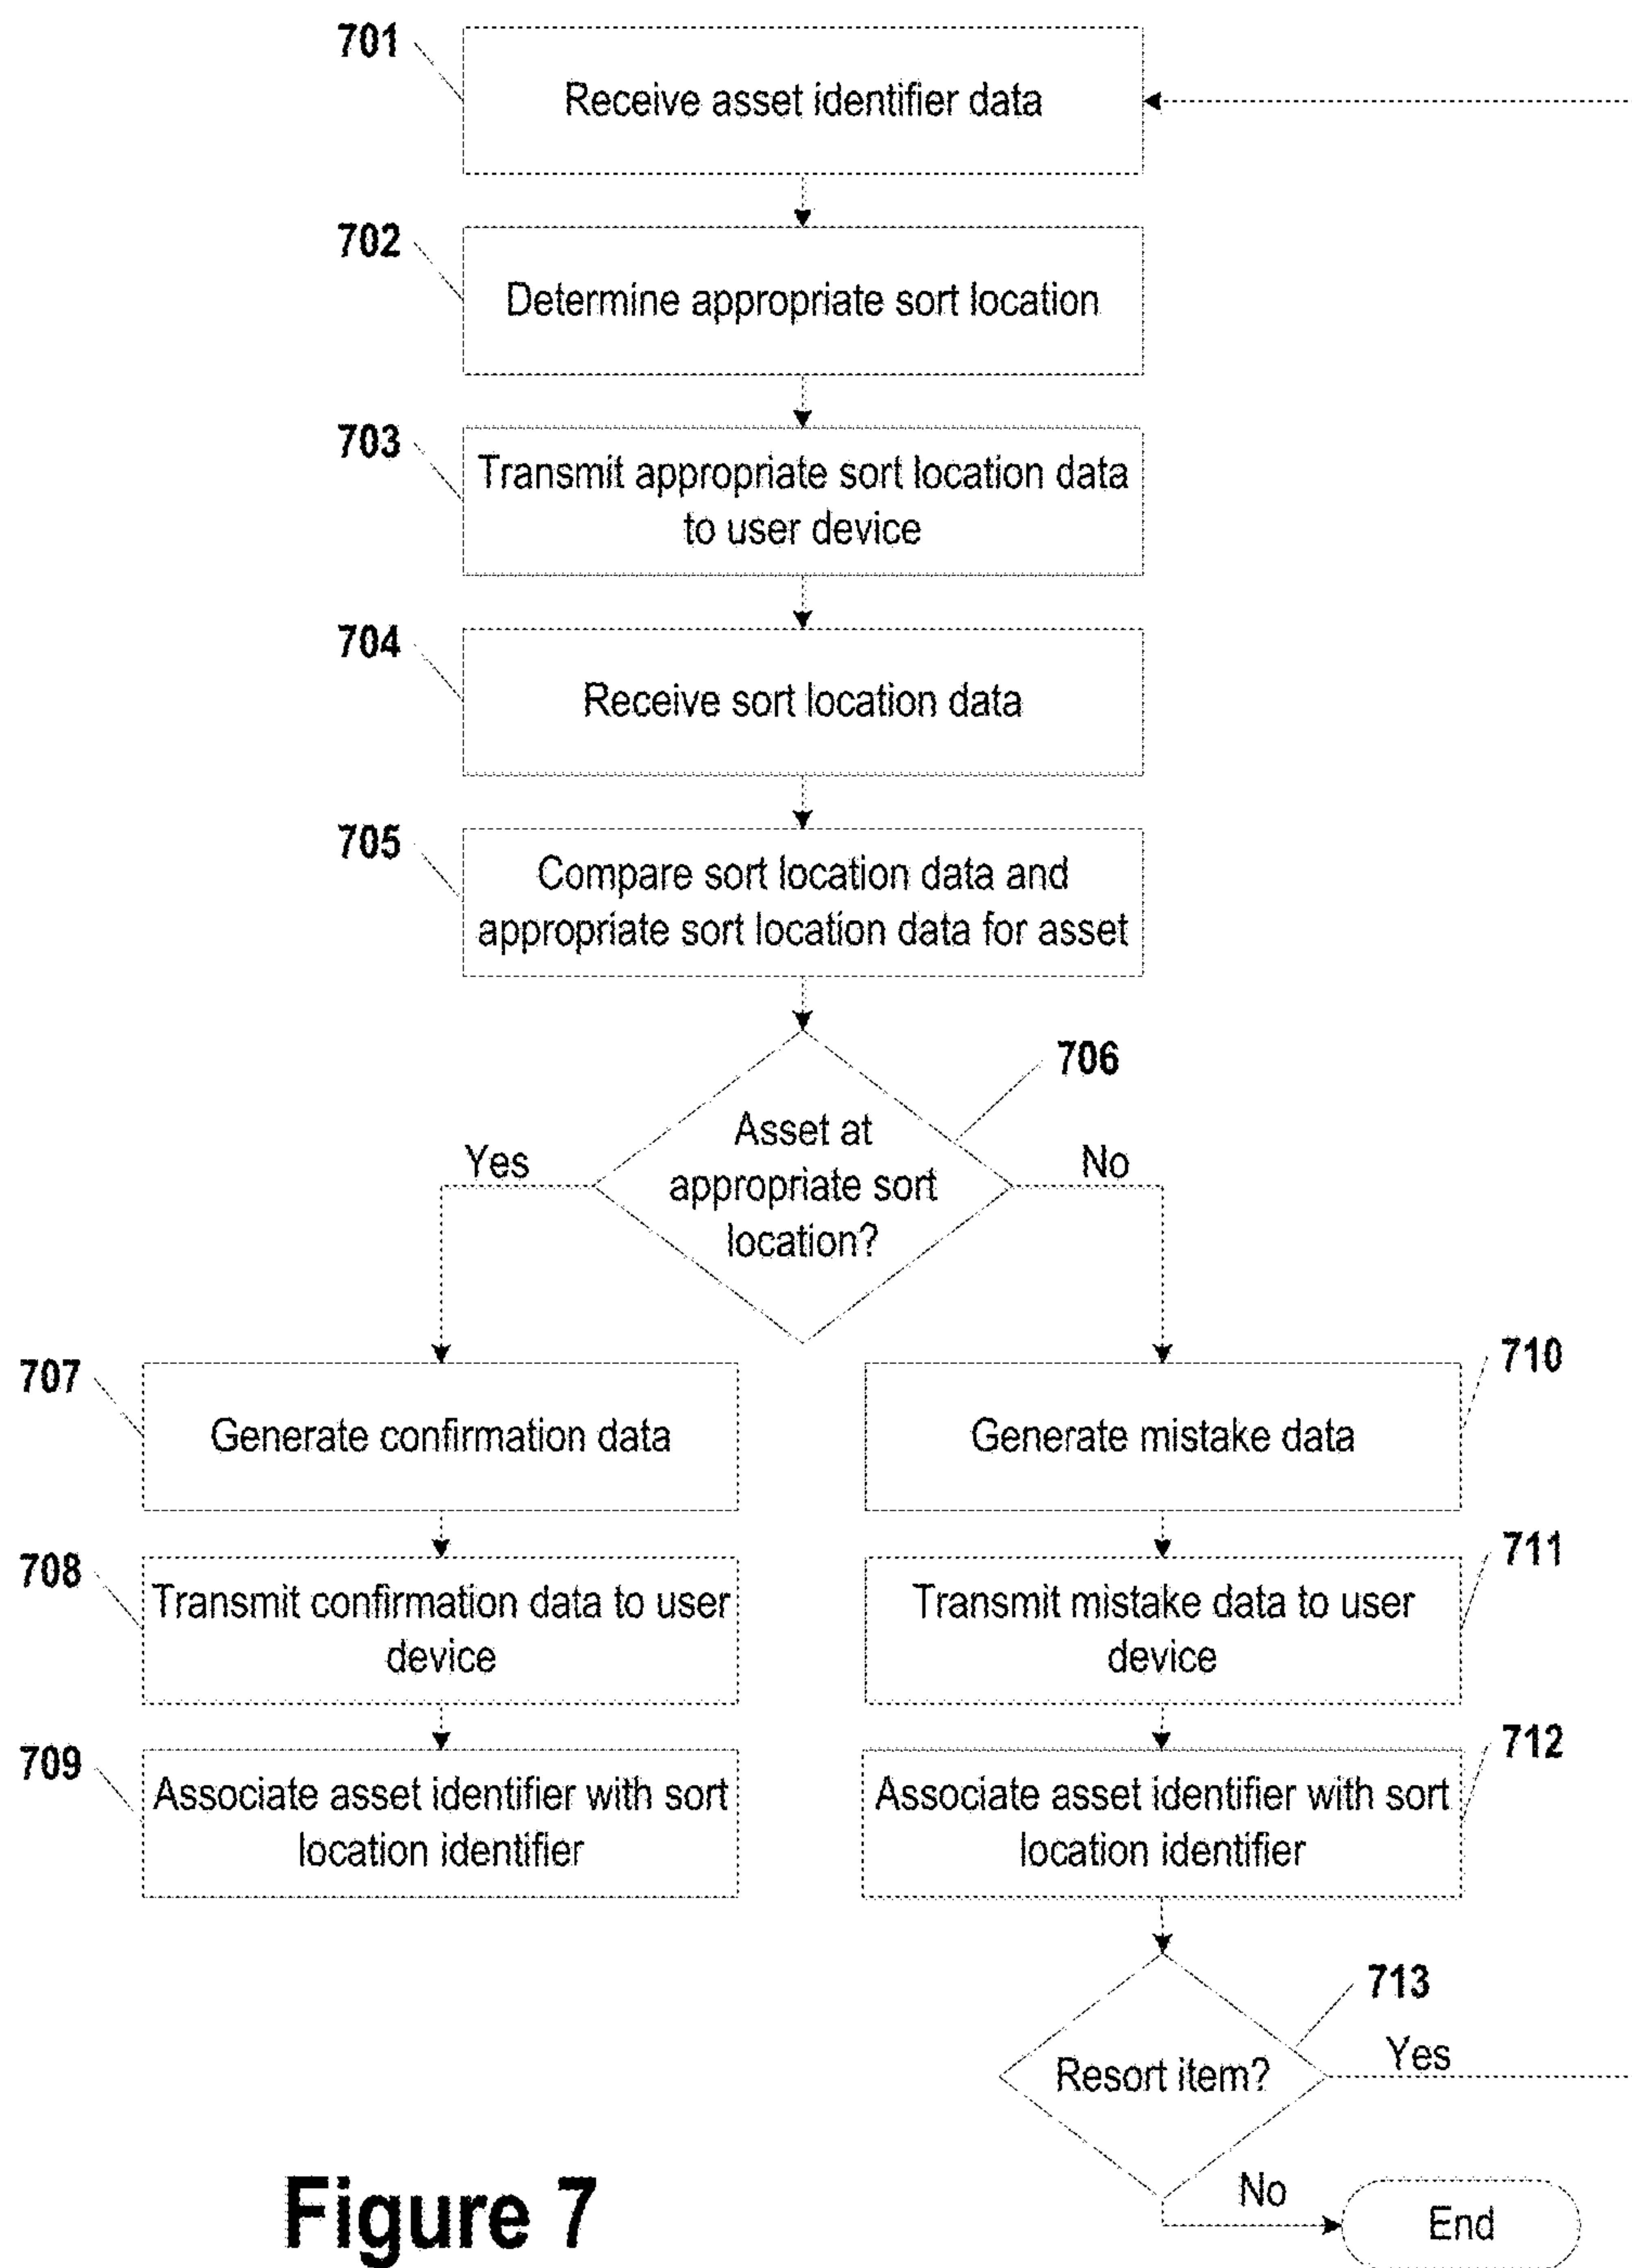 701
Receive asset identifier data
702
Determine appropriate sort location
703
Transmit appropriate sort location data
to user device
704
Receive sort location data
705
Compare sort location data and
appropriate sort location data for asset
706
Asset at
appropriate sort
location?
Yes
No
707
Generate confirmation data
710
Generate mistake data
708
Transmit confirmation data to user
device
711
Transmit mistake data to user
device
709
Associate asset identifier with sort
location identifier
712
Associate asset identifier with sort
location identifier
713
Resort item?
Yes
No
End
Figure 7